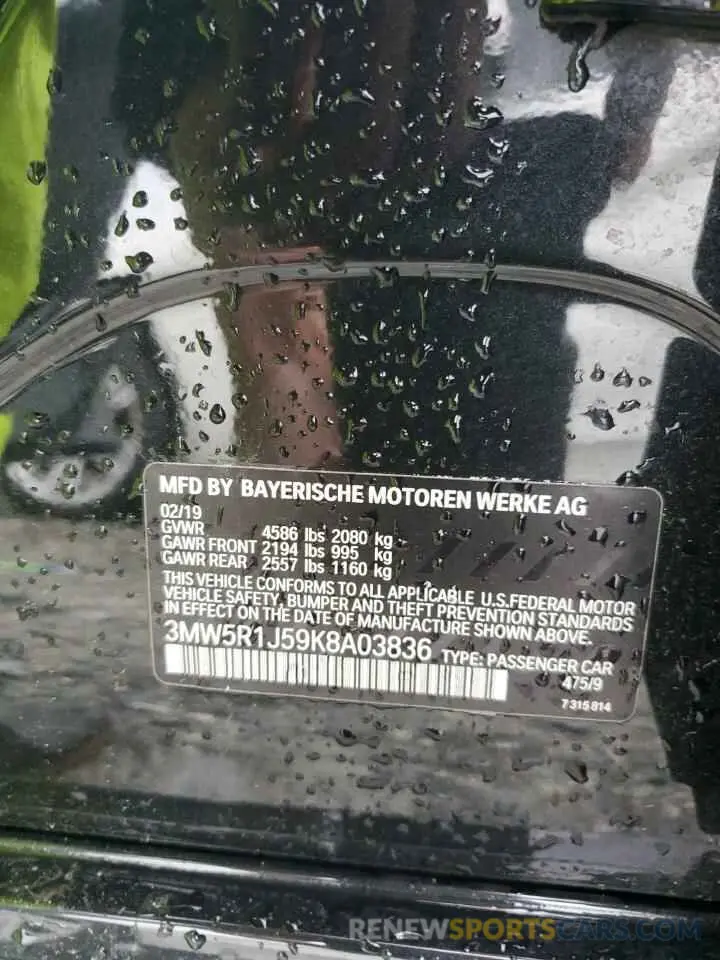 MFD BY BAYERISCHE MOTOREN WERKE AG
02/19
GVWR 4586 lbs 2080 kg
GAWR FRONT 2194 lbs 995 kg
GAWR REAR 2557 lbs 1160 kg
THIS VEHICLE CONFORMS TO ALL APPLICABLE U.S.FEDERAL MOTOR
VEHICLE SAFETY, BUMPER AND THEFT PREVENTION STANDARDS
IN EFFECT ON THE DATE OF MANUFACTURE SHOWN ABOVE.
3MW5R1J59K8A03836 TYPE: PASSENGER CAR
475/9
7 315 814
RENEWSPORTSCARS.COM